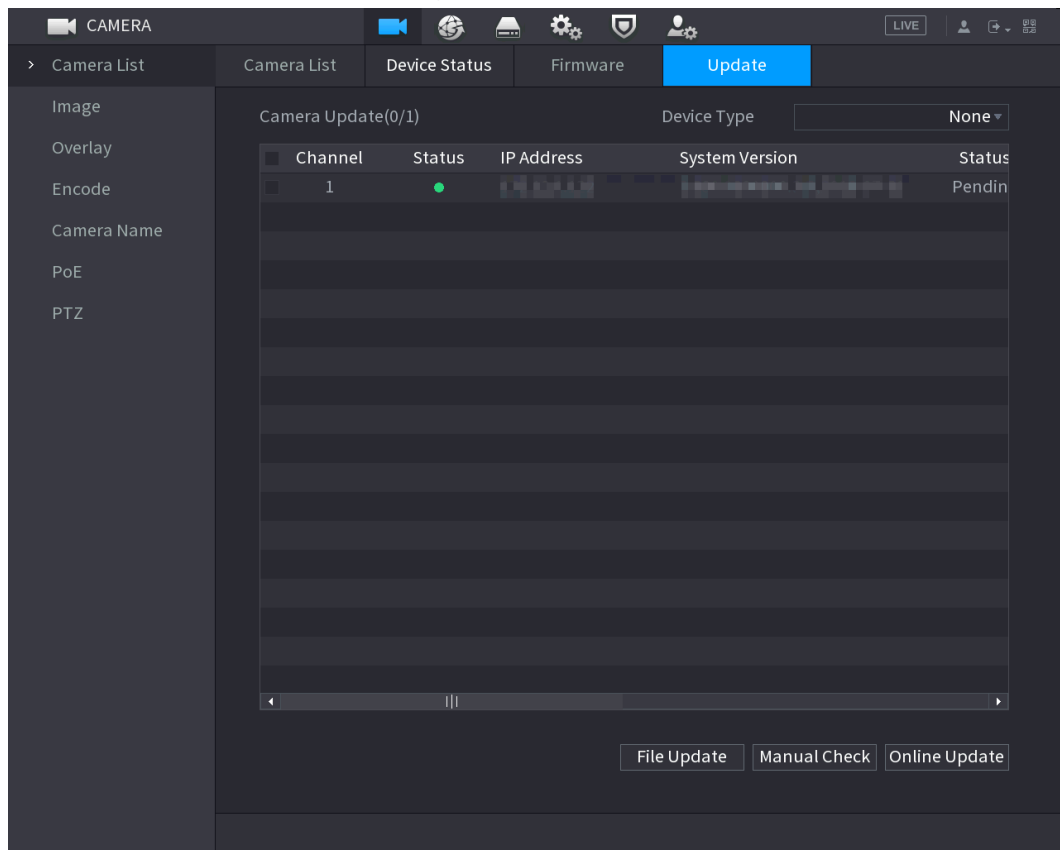 CAMERA LIVE
Camera List Camera List Device Status Firmware Update
Image
Camera Update(0/1) Device Type None
Overlay
Channel Status IP Address System Version Status
1 Pendin
Encode
Camera Name
PoE
PTZ
File Update Manual Check Online Update